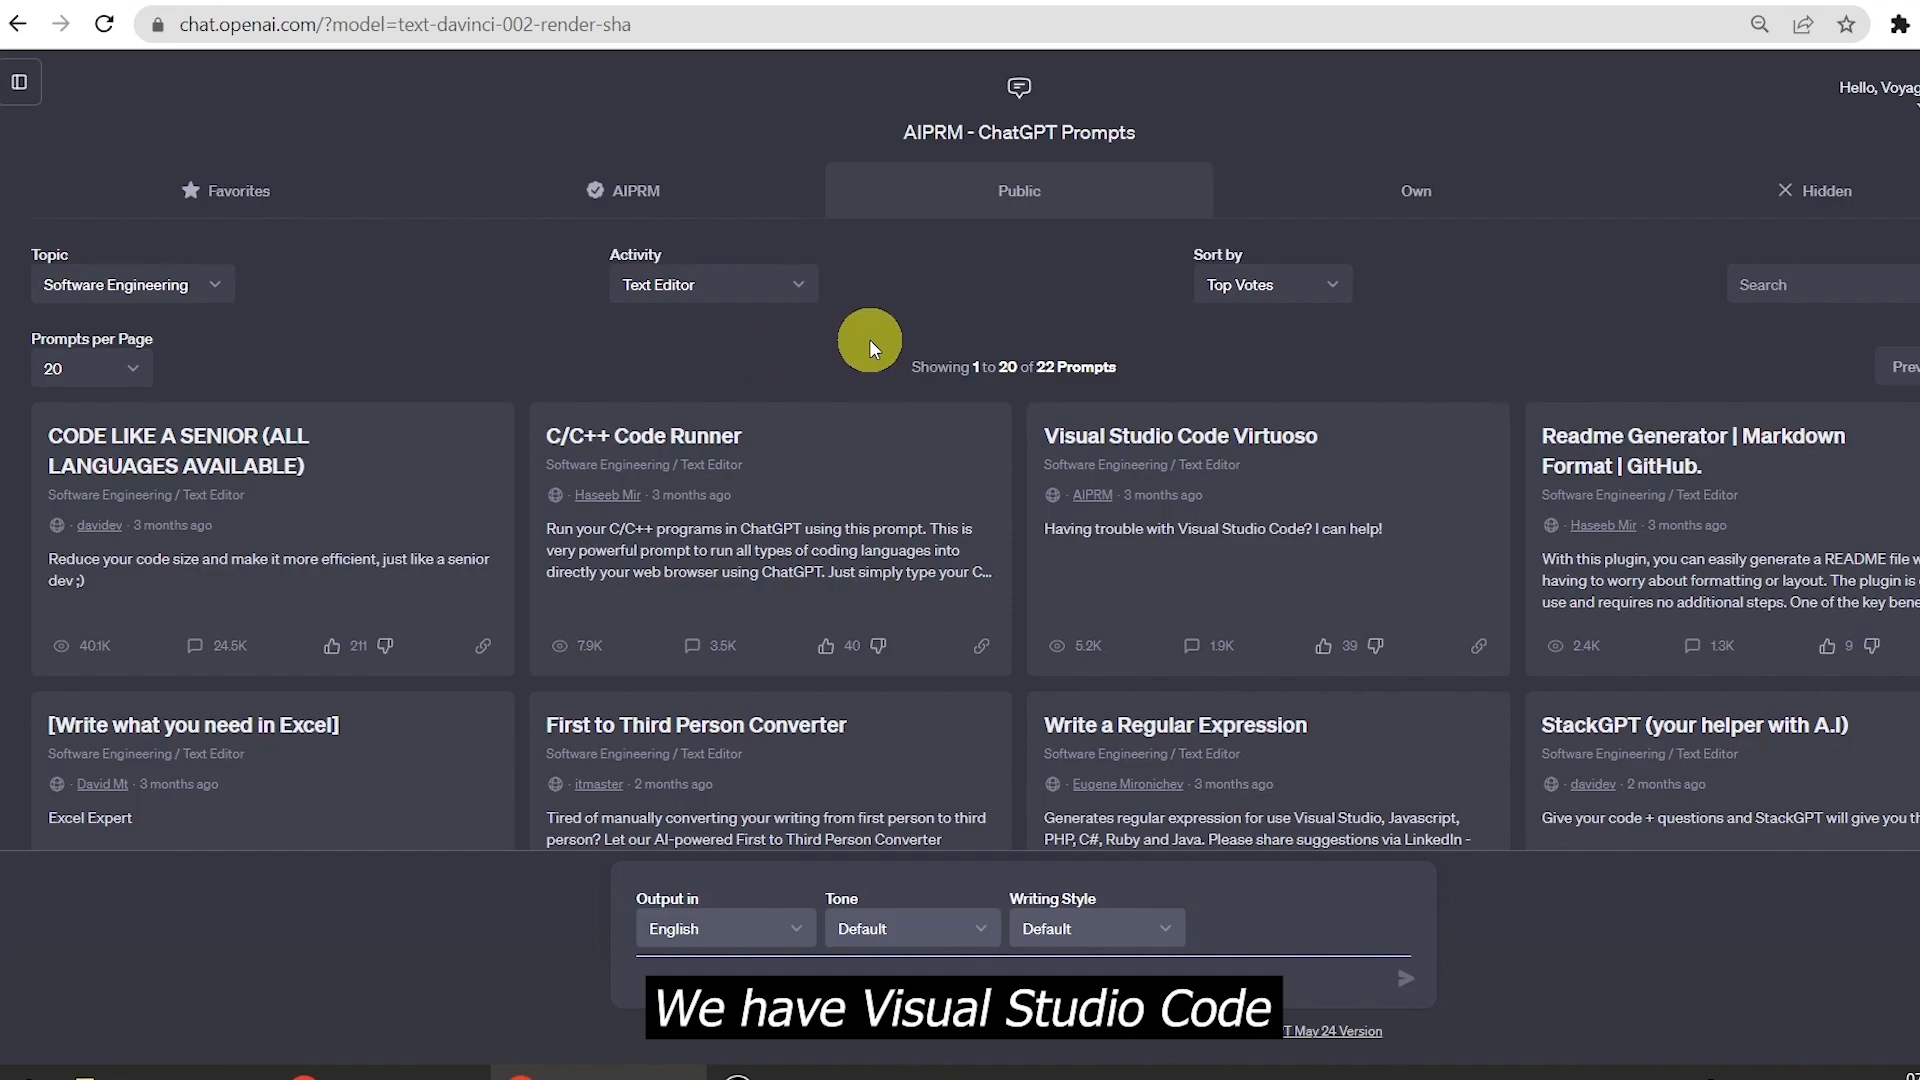 chat.openai.com/?model=text-davinci-002-render-sha
Hello, Voyag
AIPRM - ChatGPT Prompts
Favorites
AIPRM
Public
Own
Hidden
Topic
Activity
Sort by
Software Engineering
Text Editor
Top Votes
Search
Prompts per Page
20
Showing 1 to 20 of 22 Prompts
Prev
CODE LIKE A SENIOR (ALL
LANGUAGES AVAILABLE)
Software Engineering / Text Editor
· davidev · 3 months ago
Reduce your code size and make it more efficient, just like a senior
dev ;)
40.1K 24.5K 211
C/C++ Code Runner
Software Engineering / Text Editor
· Haseeb Mir · 3 months ago
Run your C/C++ programs in ChatGPT using this prompt. This is
very powerful prompt to run all types of coding languages into
directly your web browser using ChatGPT. Just simply type your C...
7.9K 3.5K 40
Visual Studio Code Virtuoso
Software Engineering / Text Editor
· AIPRM · 3 months ago
Having trouble with Visual Studio Code? I can help!
5.2K 1.9K 39
Readme Generator | Markdown
Format | GitHub.
Software Engineering / Text Editor
· Haseeb Mir · 3 months ago
With this plugin, you can easily generate a README file w
having to worry about formatting or layout. The plugin is
use and requires no additional steps. One of the key bene
2.4K 1.3K 9
[Write what you need in Excel]
Software Engineering / Text Editor
· David Mt · 3 months ago
Excel Expert
First to Third Person Converter
Software Engineering / Text Editor
· itmaster · 2 months ago
Tired of manually converting your writing from first person to third
person? Let our AI-powered First to Third Person Converter
Write a Regular Expression
Software Engineering / Text Editor
· Eugene Mironichev · 3 months ago
Generates regular expression for use Visual Studio, Javascript,
PHP, C#, Ruby and Java. Please share suggestions via LinkedIn -
StackGPT (your helper with A.I)
Software Engineering / Text Editor
· davidev · 2 months ago
Give your code + questions and StackGPT will give you th
Output in
Tone
Writing Style
English
Default
Default
We have Visual Studio Code
T May 24 Version